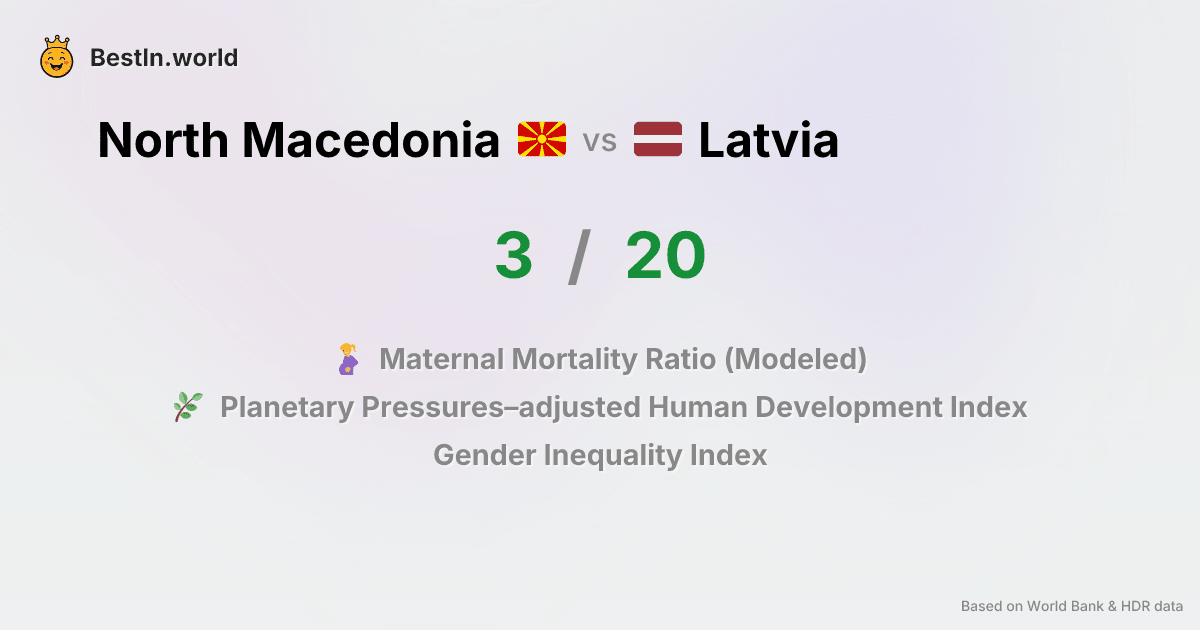 BestIn.world
North Macedonia vs Latvia
3 / 20
Maternal Mortality Ratio (Modeled)
Planetary Pressures–adjusted Human Development Index
Gender Inequality Index
Based on World Bank & HDR data